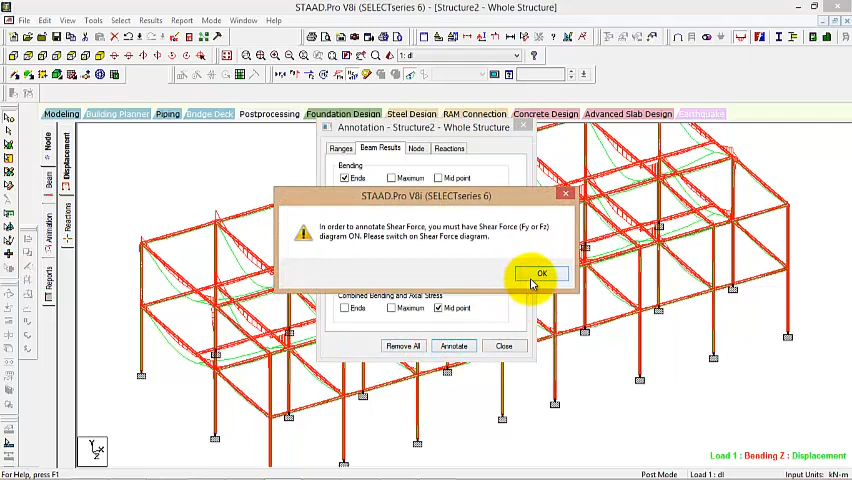 STAAD.Pro V8i (SELECTseries 6) - [Structure2 - Whole Structure]
File Edit View Tools Select Results Report Mode Window Help
1: dl
Modeling Building Planner Piping Bridge Deck Postprocessing Foundation Design Steel Design RAM Connection Concrete Design Advanced Slab Design Earthquake
Node
Displacement
Beam
Reactions
Animation
Reports
Annotation - Structure2 - Whole Structure
Ranges Beam Results Node Reactions
Bending
Ends Maximum Mid point
STAAD.Pro V8i (SELECTseries 6)
In order to annotate Shear Force, you must have Shear Force (Fy or Fz)
diagram ON. Please switch on Shear Force diagram.
OK
Combined Bending and Axial Stress
Ends Maximum Mid point
Remove All Annotate Close
Y
X
Z
Load 1 : Bending Z : Displacement
For Help, press F1 Post Mode Load 1 : dl Input Units: kN-m